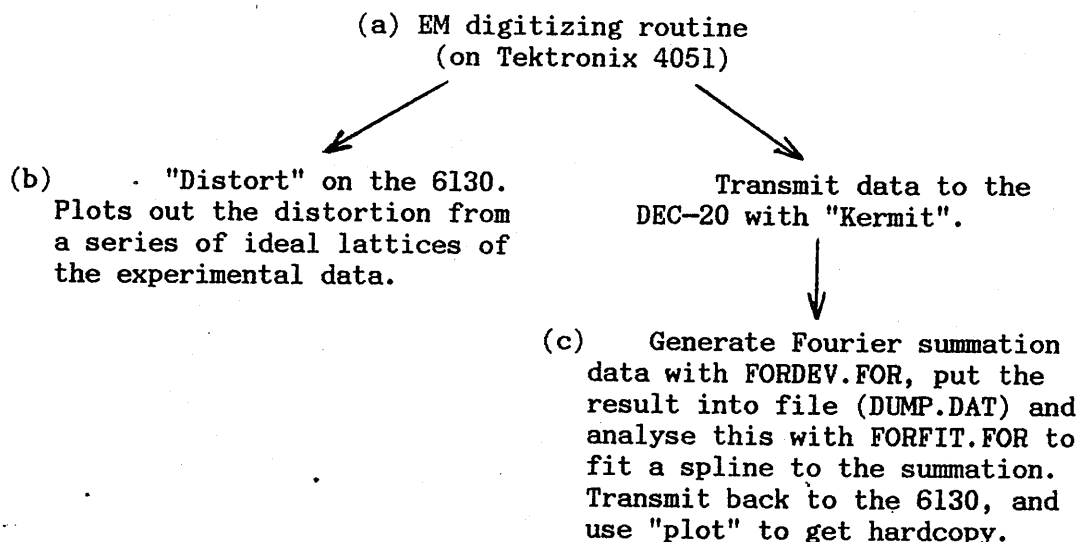 (a) EM digitizing routine
(on Tektronix 4051)
(b) "Distort" on the 6130.
Plots out the distortion from
a series of ideal lattices of
the experimental data.
Transmit data to the
DEC-20 with "Kermit".
(c) Generate Fourier summation
data with FORDEV.FOR, put the
result into file (DUMP.DAT) and
analyse this with FORFIT.FOR to
fit a spline to the summation.
Transmit back to the 6130, and
use "plot" to get hardcopy.